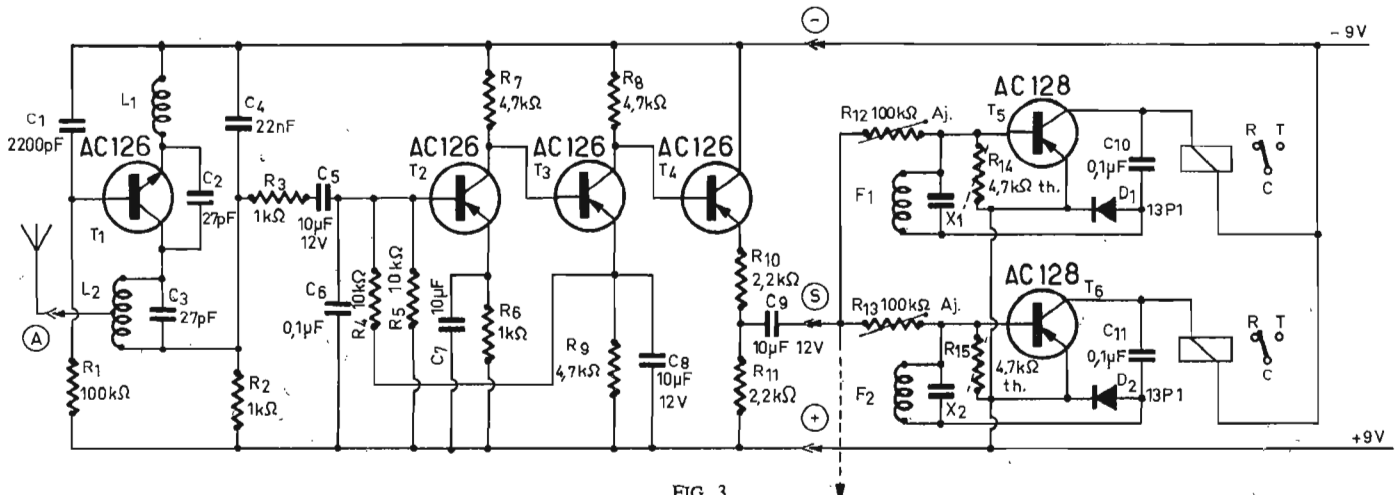 −
− 9V
C1
2200pF
L1
AC126
T1
C2
27pF
L2
C3
27pF
A
R1
100kΩ
C4
22nF
R3
1kΩ
C5
10µF
12V
R2
1kΩ
C6
0,1µF
R4
10kΩ
R5
10kΩ
C7
10µF
R7
4,7kΩ
AC126
T2
R6
1kΩ
R8
4,7kΩ
T3
R9
4,7kΩ
C8
10µF
12V
AC126
T4
R10
2,2kΩ
S
C9
10µF 12V
R11
2,2kΩ
+
R12 100kΩ Aj.
AC128
T5
F1
X1
R14
4,7kΩ th.
C10
0,1µF
D1
13P1
R T
C
R13 100kΩ Aj.
AC128
T6
F2
X2
R15
4,7kΩ
th.
C11
0,1µF
D2
13P1
R T
C
+9V
FIG. 3